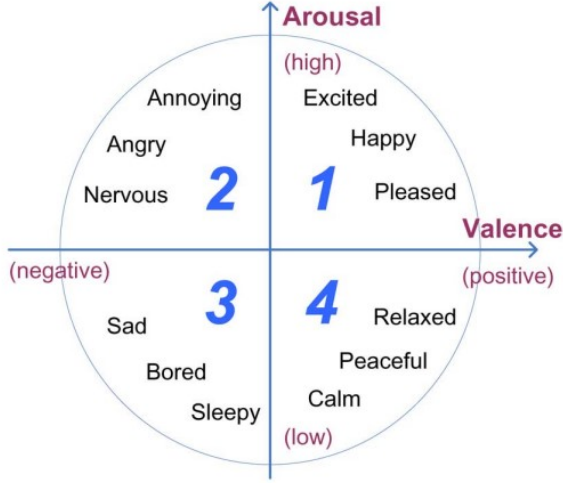 Arousal
(high)
Annoying
Excited
Angry
Happy
Nervous
2
1
Pleased
Valence
(negative)
(positive)
3
4
Sad
Relaxed
Bored
Peaceful
Sleepy
Calm
(low)